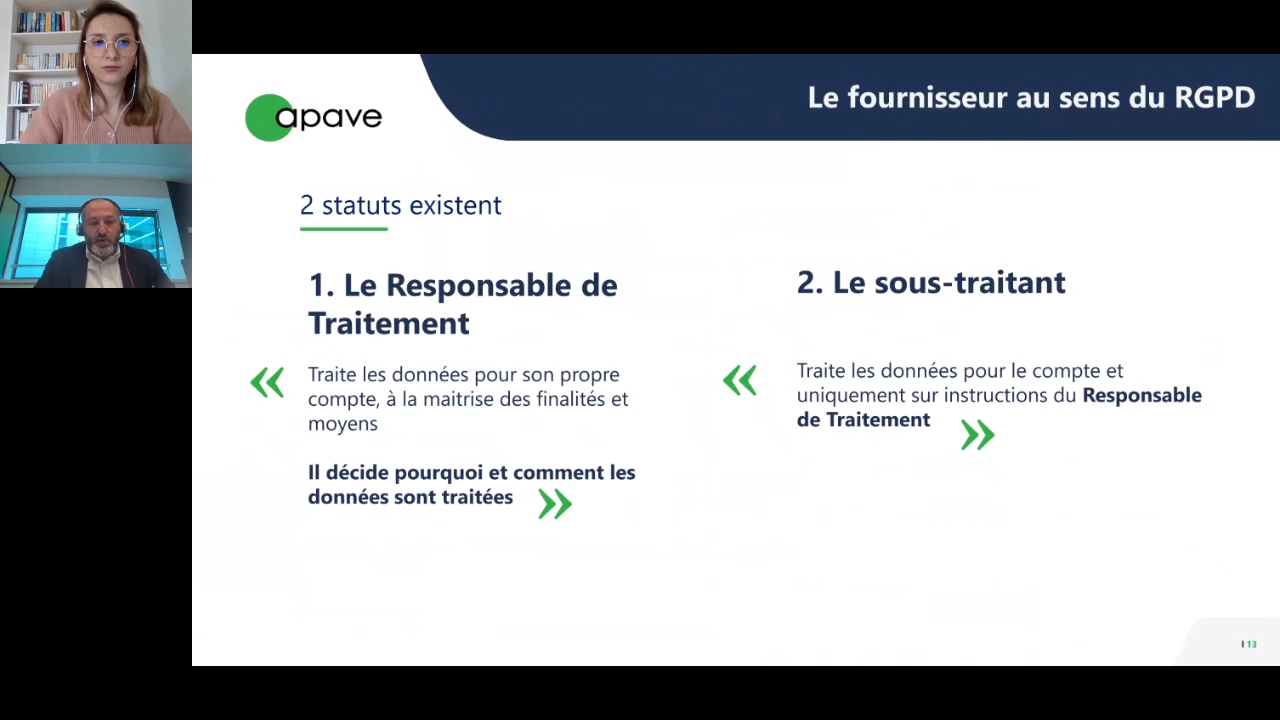 apave
Le fournisseur au sens du RGPD
2 statuts existent
1. Le Responsable de
Traitement
« Traite les données pour son propre
compte, à la maitrise des finalités et
moyens
Il décide pourquoi et comment les
données sont traitées »
2. Le sous-traitant
« Traite les données pour le compte et
uniquement sur instructions du Responsable
de Traitement »
I 13